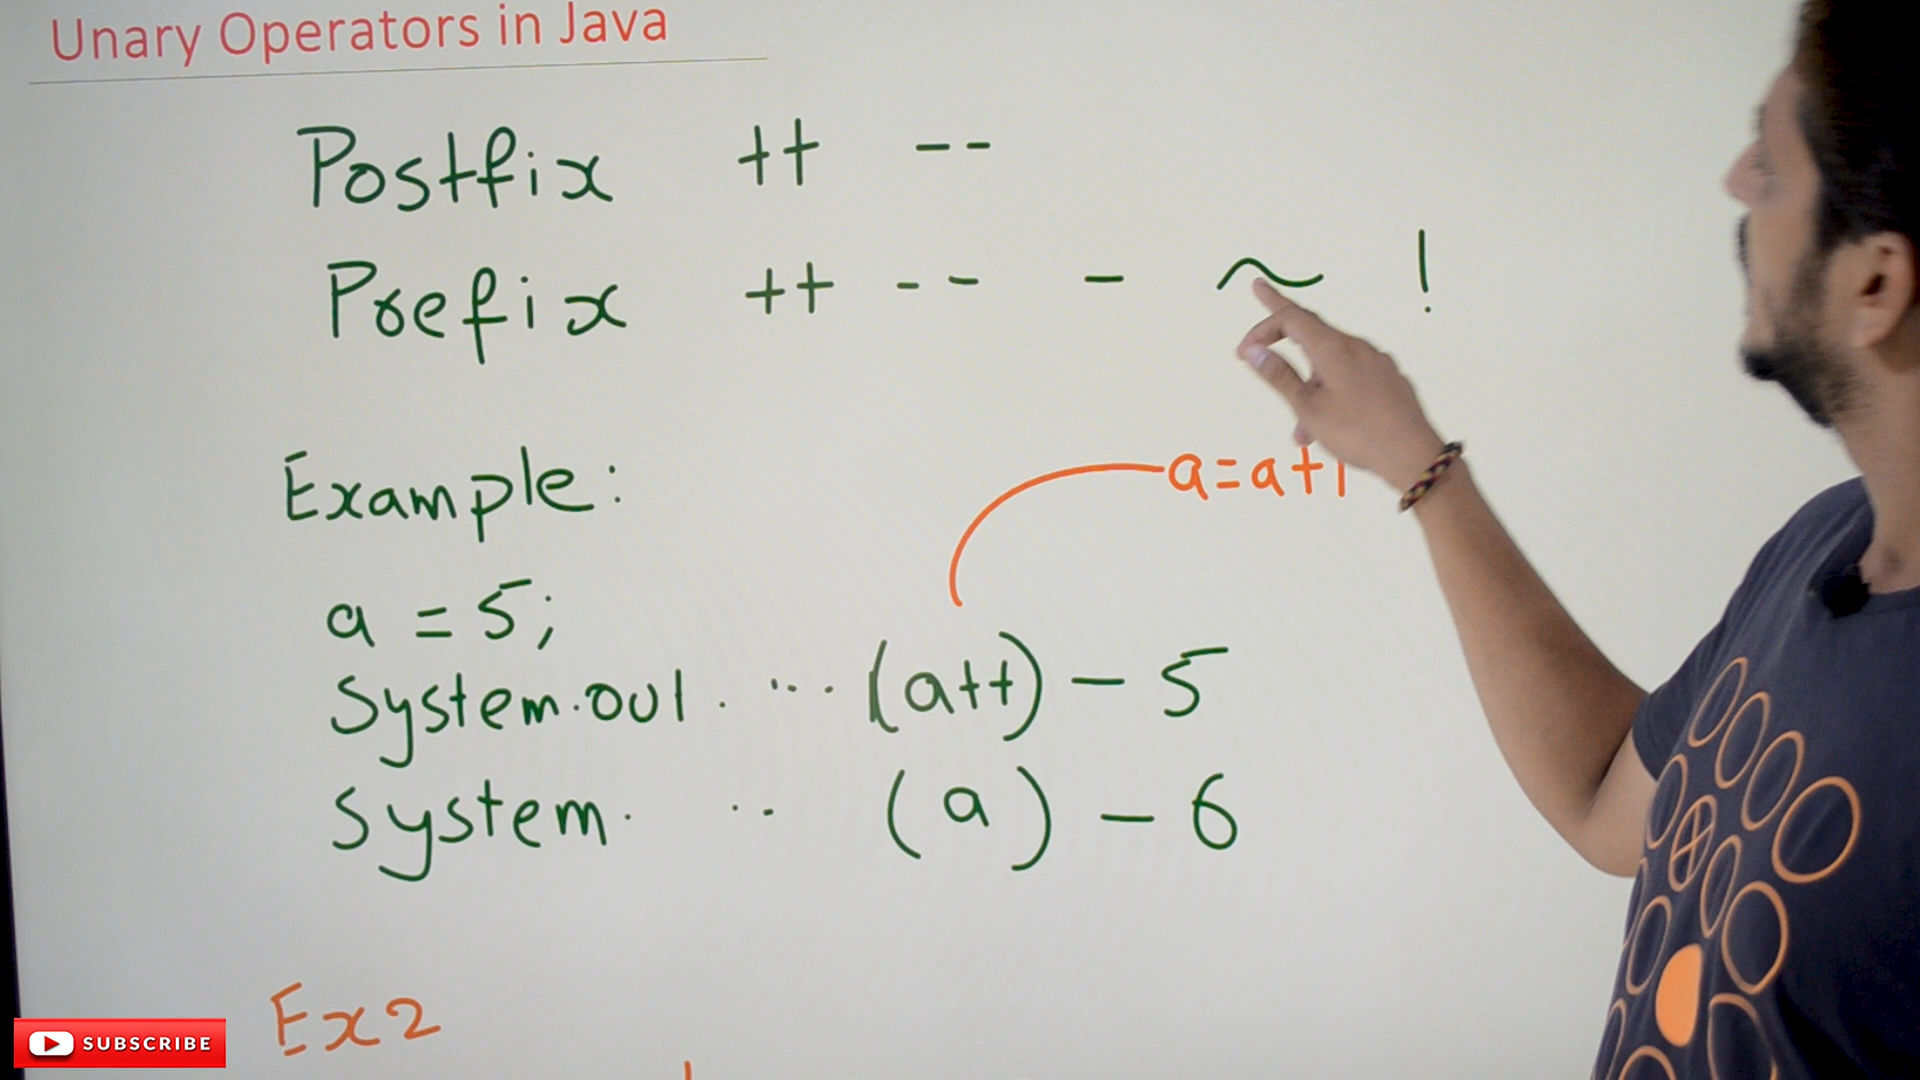 Unary Operators in Java
Postfix ++ --
Prefix ++ -- - ~ !
Example:
a=a+1
a = 5;
System.out. ... (a++) - 5
System. .. (a) - 6
Ex2
SUBSCRIBE